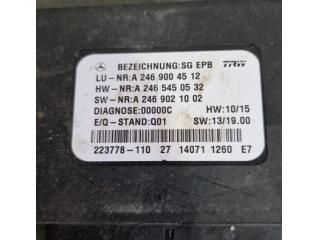 BEZEICHNUNG:SG EPB TRW
LU-NR:A 246 900 45 12
HW-NR:A 246 545 05 32
SW-NR:A 246 902 10 02
DIAGNOSE:00000C HW:10/15
E/Q-STAND:Q01 SW:13/19.00
223778-110 27 14071 1260 E7